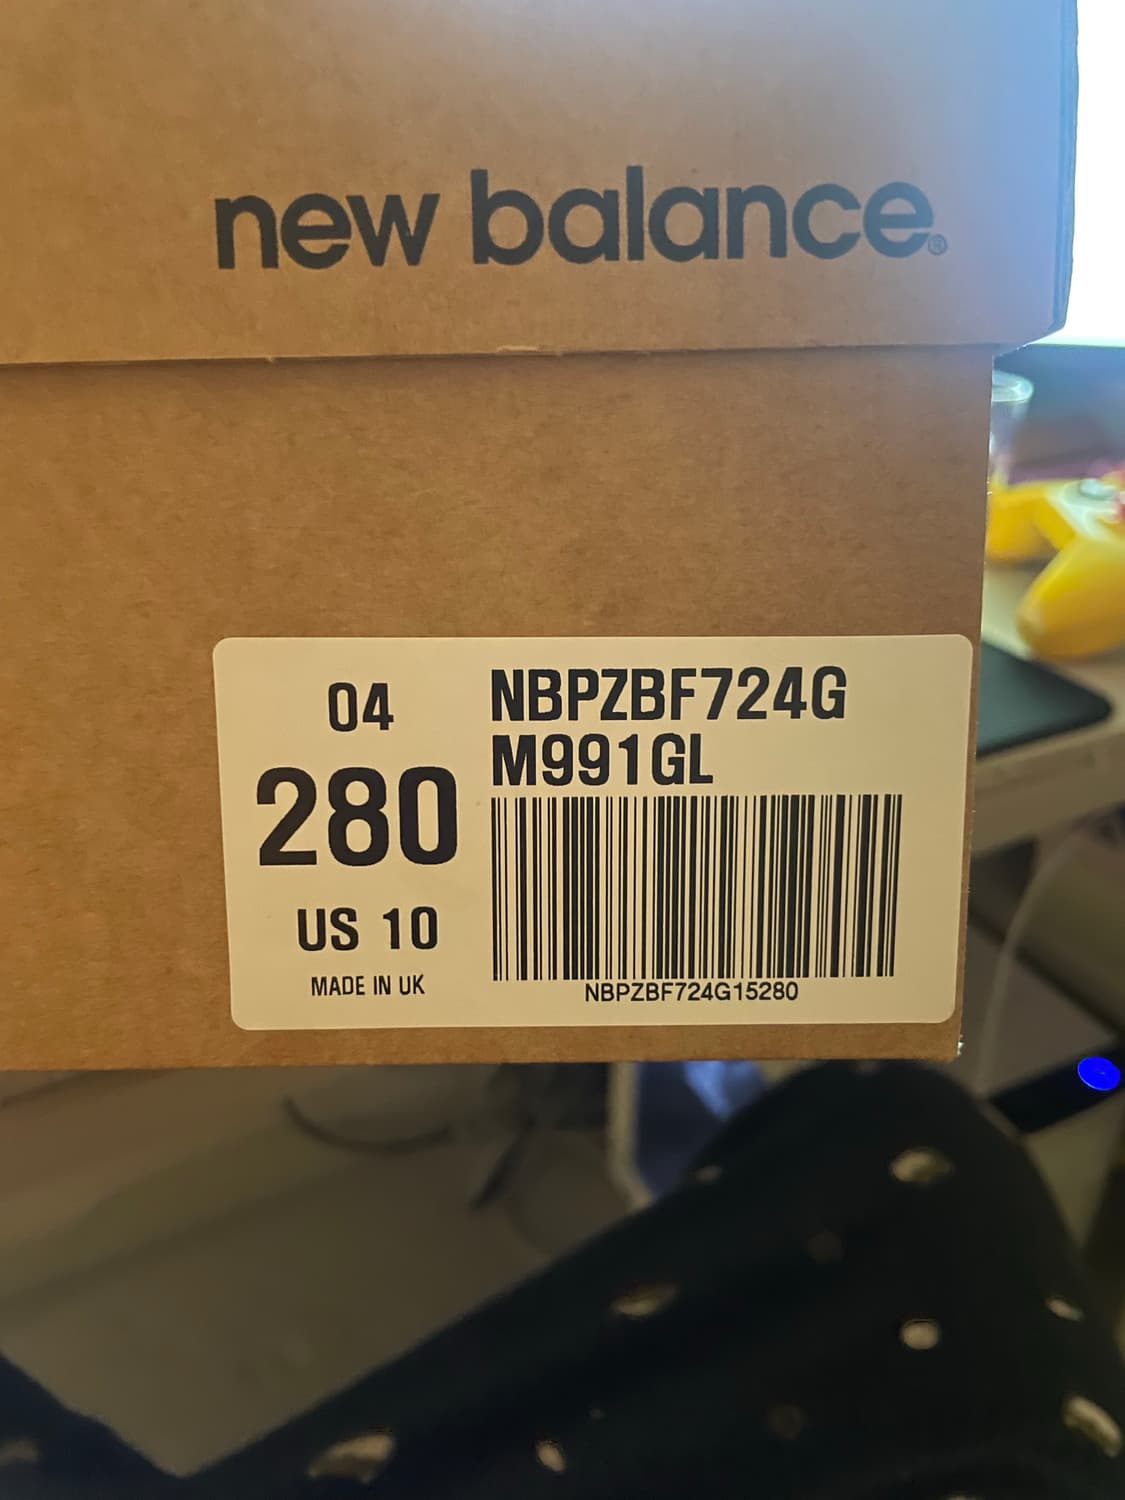 new balance®
04
280
US 10
MADE IN UK
NBPZBF724G
M991GL
NBPZBF724G15280